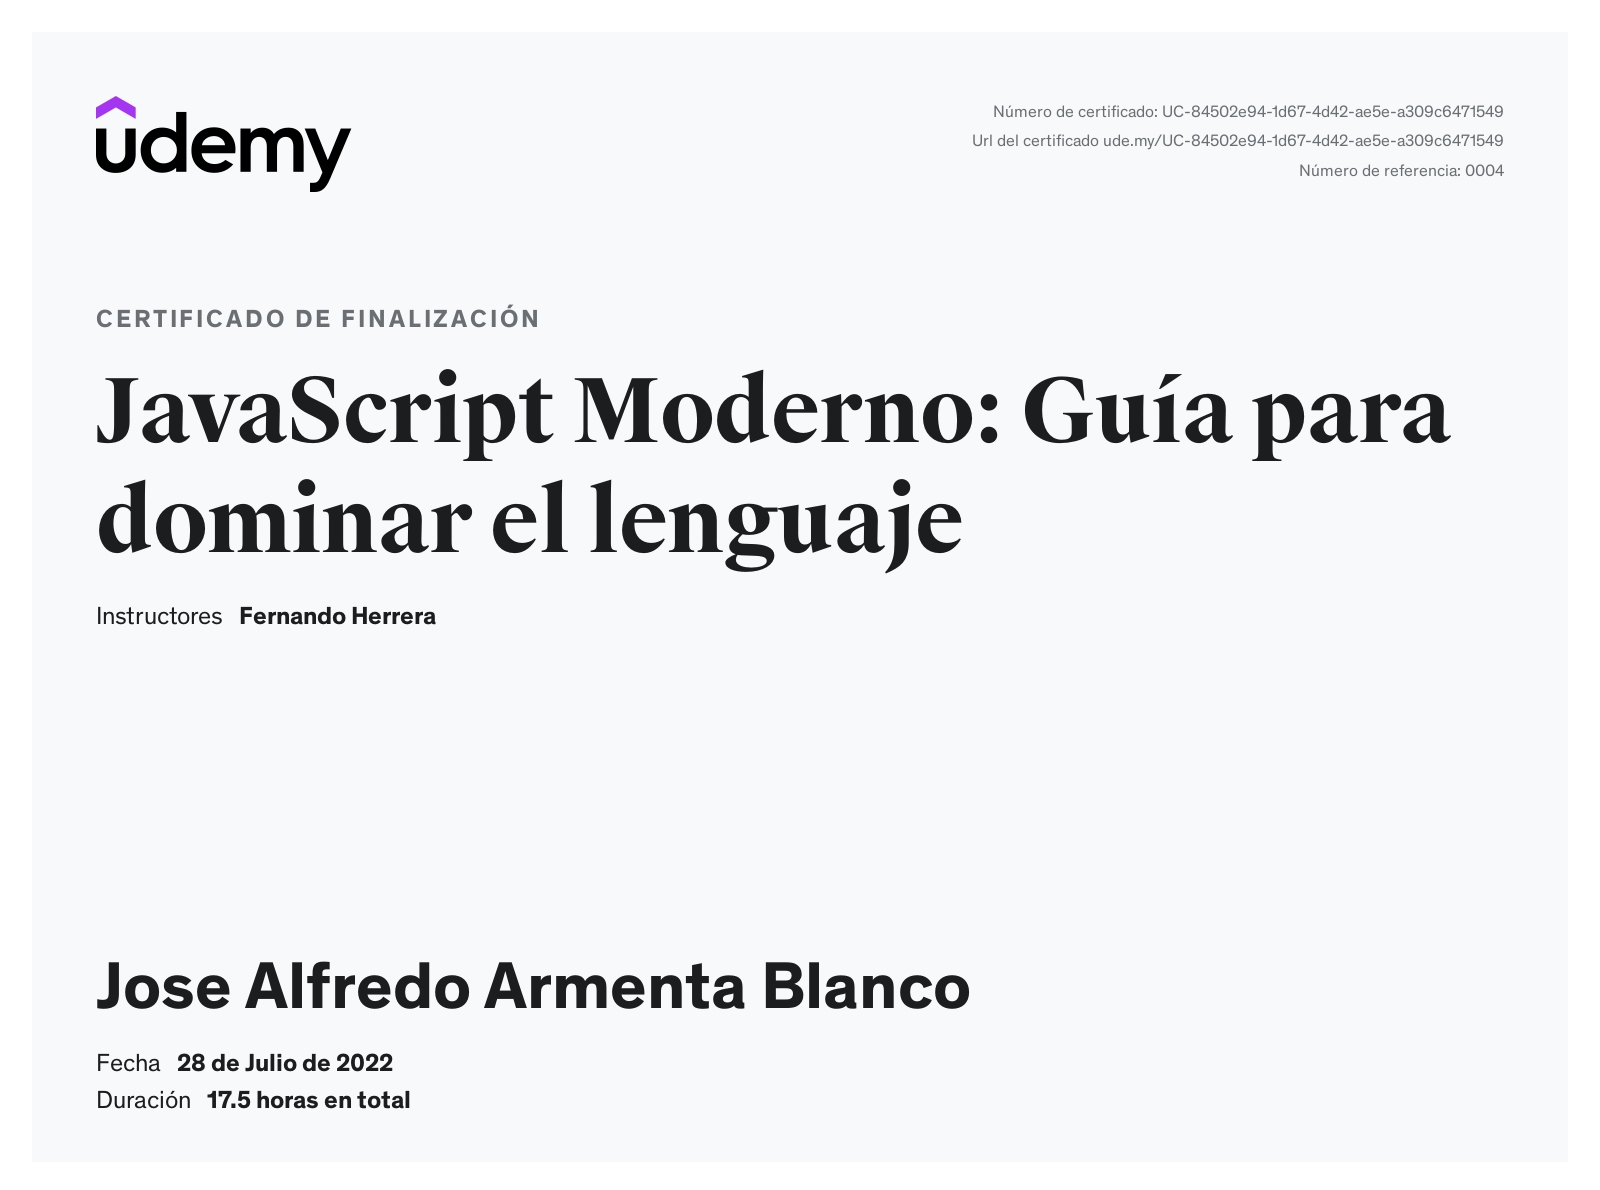 udemy
Número de certificado: UC-84502e94-1d67-4d42-ae5e-a309c6471549
Url del certificado ude.my/UC-84502e94-1d67-4d42-ae5e-a309c6471549
Número de referencia: 0004
CERTIFICADO DE FINALIZACIÓN
JavaScript Moderno: Guía para
dominar el lenguaje
Instructores Fernando Herrera
Jose Alfredo Armenta Blanco
Fecha 28 de Julio de 2022
Duración 17.5 horas en total